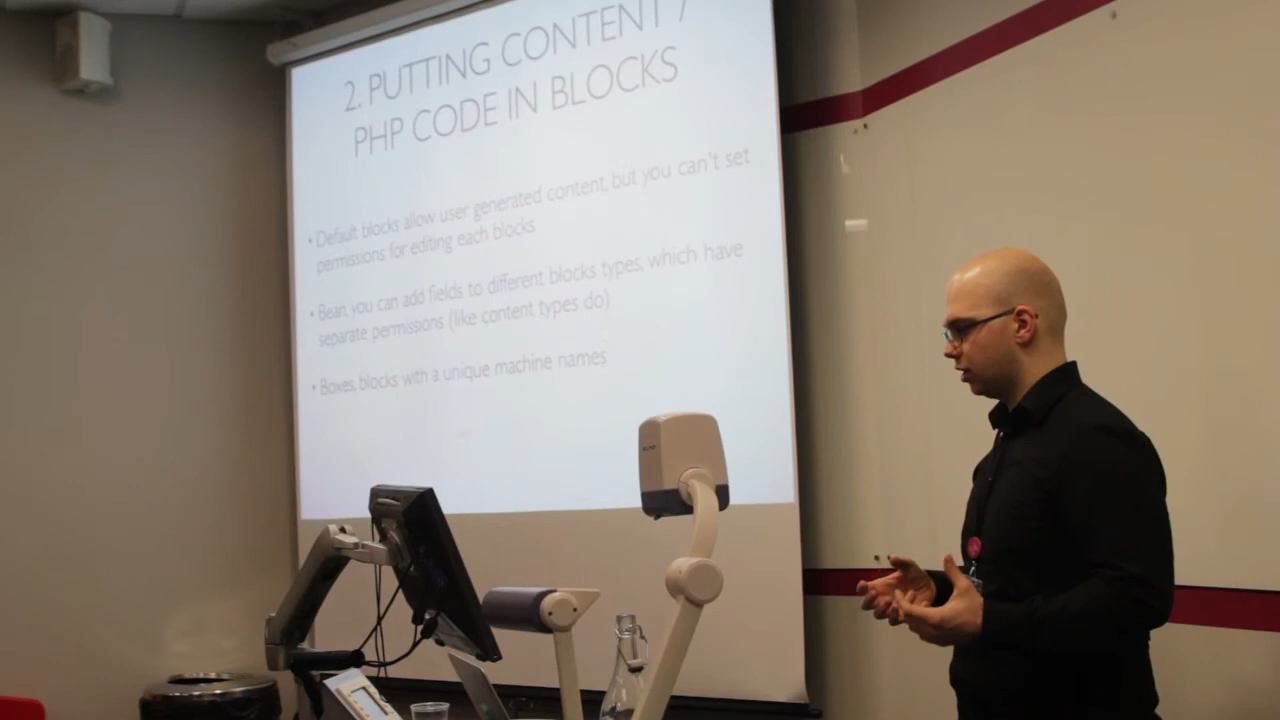 2. PUTTING CONTENT /
PHP CODE IN BLOCKS
• Default blocks allow user generated content, but you can't set
permissions for editing each blocks
• Bean, you can add fields to different blocks types, which have
separate permissions (like content types do)
• Boxes, blocks with a unique machine names